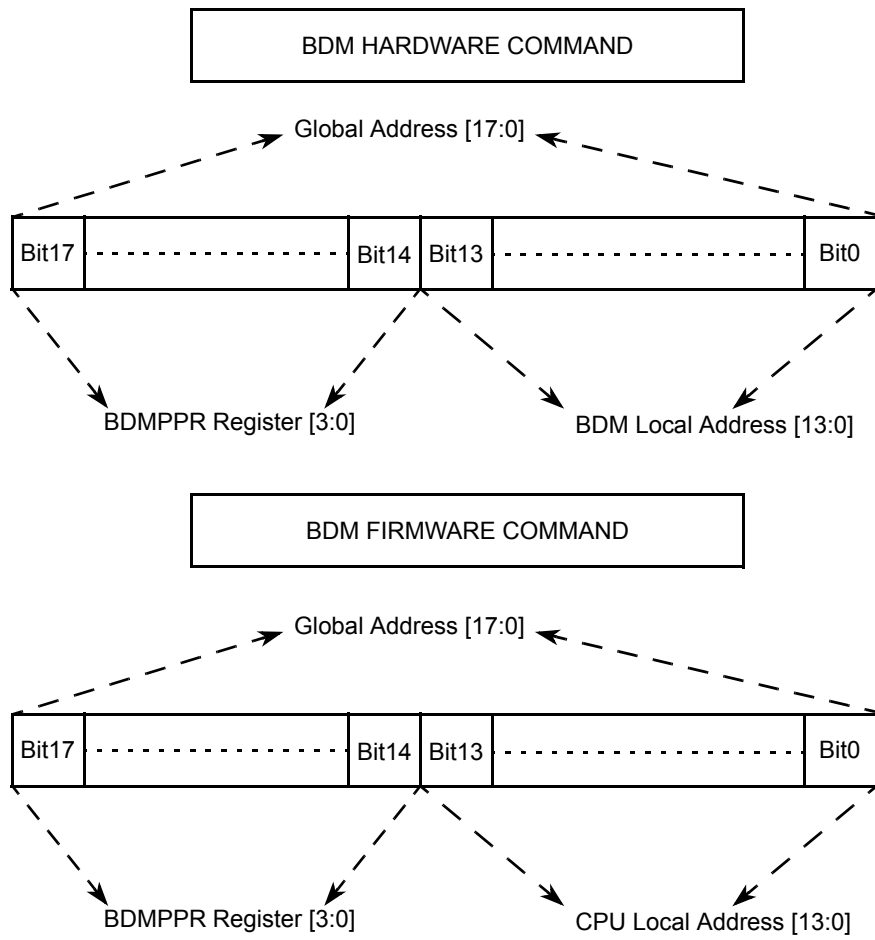 BDM HARDWARE COMMAND
Global Address [17:0]
Bit17 Bit14 Bit13 Bit0
BDMPPR Register [3:0] BDM Local Address [13:0]
BDM FIRMWARE COMMAND
Global Address [17:0]
Bit17 Bit14 Bit13 Bit0
BDMPPR Register [3:0] CPU Local Address [13:0]